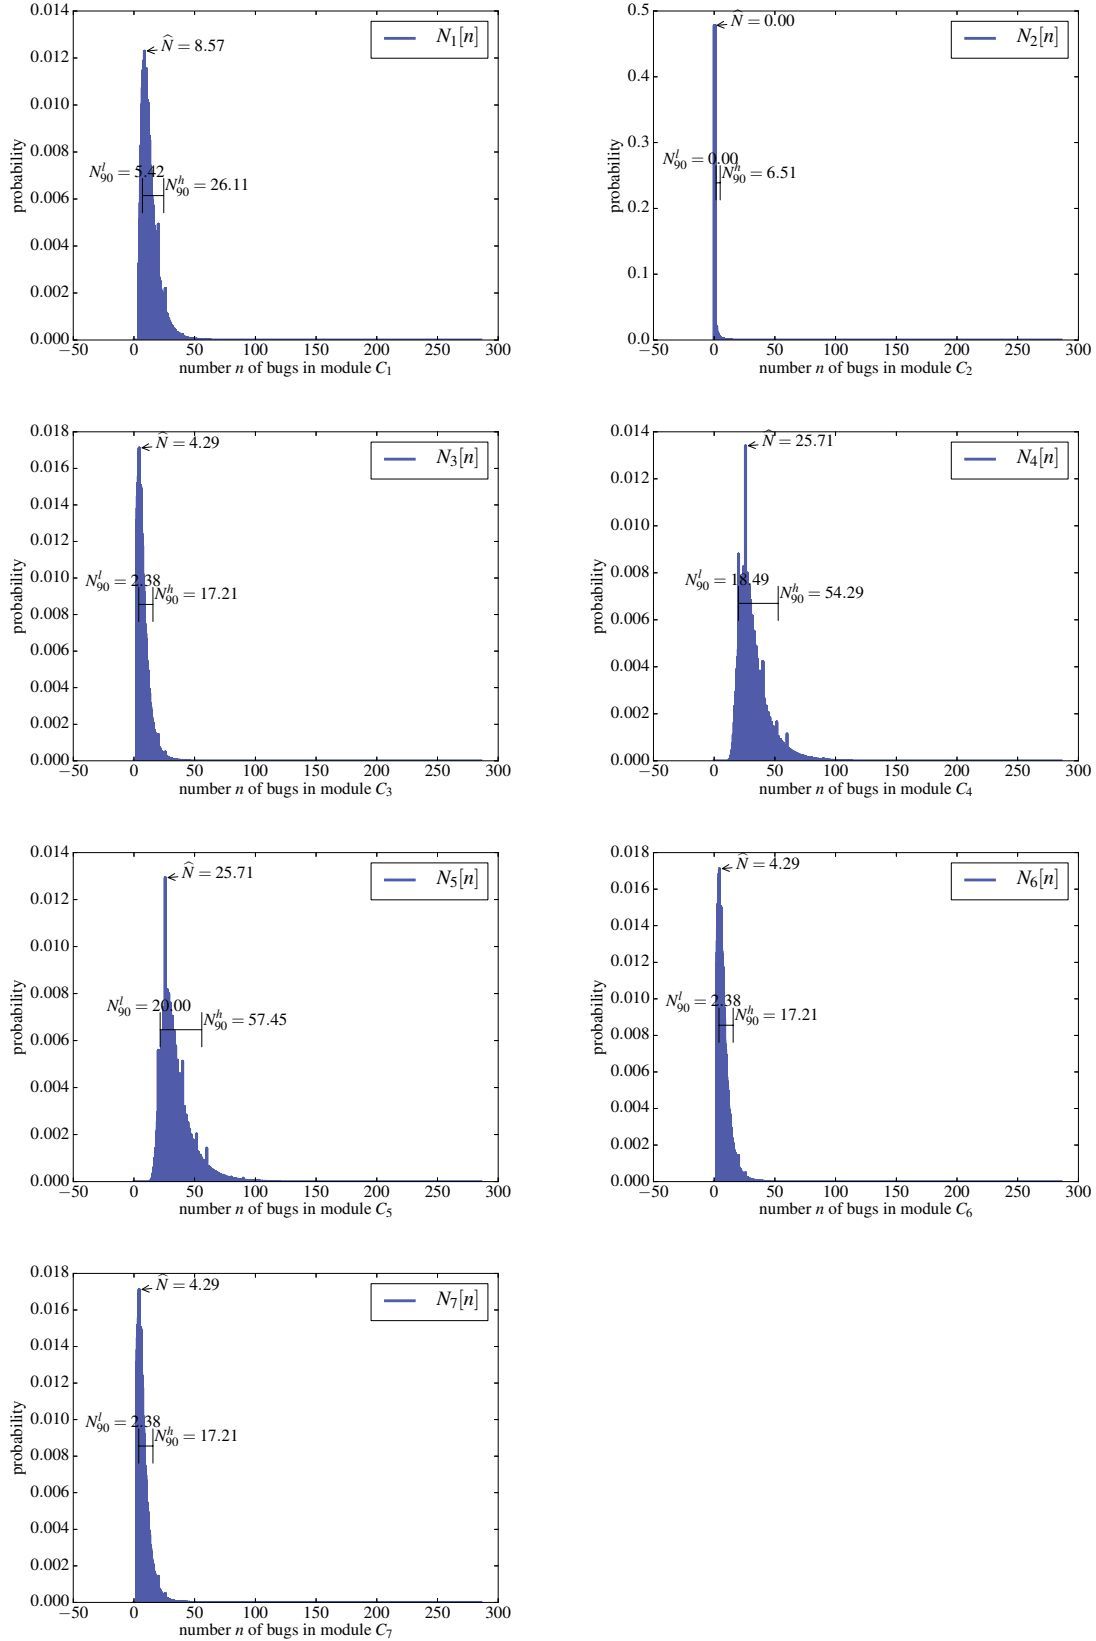 0.014
0.012
0.010
0.008
0.006
0.004
0.002
0.000
probability
N̂ = 8.57
N₁[n]
N^l_90 = 5.42
N^h_90 = 26.11
−50 0 50 100 150 200 250 300
number n of bugs in module C₁
0.5
0.4
0.3
0.2
0.1
0.0
probability
N̂ = 0.00
N₂[n]
N^l_90 = 0.00
N^h_90 = 6.51
−50 0 50 100 150 200 250 300
number n of bugs in module C₂
0.018
0.016
0.014
0.012
0.010
0.008
0.006
0.004
0.002
0.000
probability
N̂ = 4.29
N₃[n]
N^l_90 = 2.38
N^h_90 = 17.21
−50 0 50 100 150 200 250 300
number n of bugs in module C₃
0.014
0.012
0.010
0.008
0.006
0.004
0.002
0.000
probability
N̂ = 25.71
N₄[n]
N^l_90 = 18.49
N^h_90 = 54.29
−50 0 50 100 150 200 250 300
number n of bugs in module C₄
0.014
0.012
0.010
0.008
0.006
0.004
0.002
0.000
probability
N̂ = 25.71
N₅[n]
N^l_90 = 20.00
N^h_90 = 57.45
−50 0 50 100 150 200 250 300
number n of bugs in module C₅
0.018
0.016
0.014
0.012
0.010
0.008
0.006
0.004
0.002
0.000
probability
N̂ = 4.29
N₆[n]
N^l_90 = 2.38
N^h_90 = 17.21
−50 0 50 100 150 200 250 300
number n of bugs in module C₆
0.018
0.016
0.014
0.012
0.010
0.008
0.006
0.004
0.002
0.000
probability
N̂ = 4.29
N₇[n]
N^l_90 = 2.38
N^h_90 = 17.21
−50 0 50 100 150 200 250 300
number n of bugs in module C₇